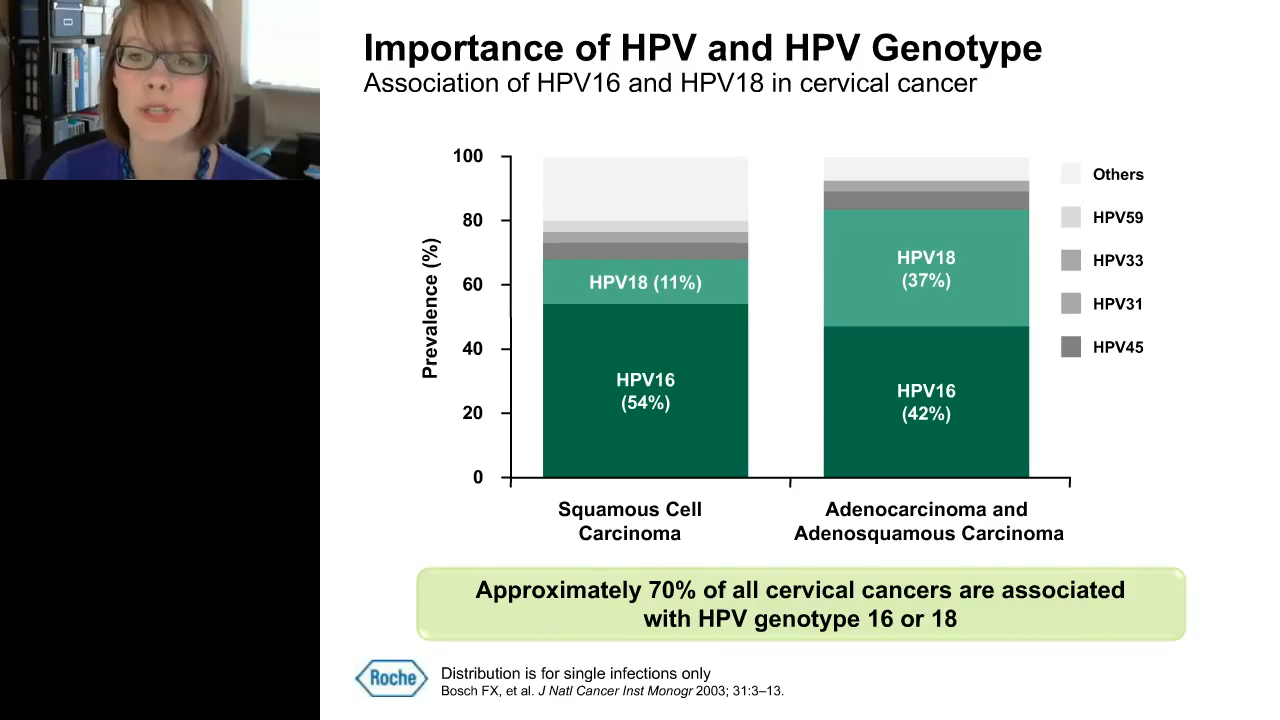 Importance of HPV and HPV Genotype
Association of HPV16 and HPV18 in cervical cancer
Prevalence (%)
100
80
60
40
20
0
HPV18 (11%)
HPV16
(54%)
HPV18
(37%)
HPV16
(42%)
Others
HPV59
HPV33
HPV31
HPV45
Squamous Cell
Carcinoma
Adenocarcinoma and
Adenosquamous Carcinoma
Approximately 70% of all cervical cancers are associated
with HPV genotype 16 or 18
Roche
Distribution is for single infections only
Bosch FX, et al. J Natl Cancer Inst Monogr 2003; 31:3–13.